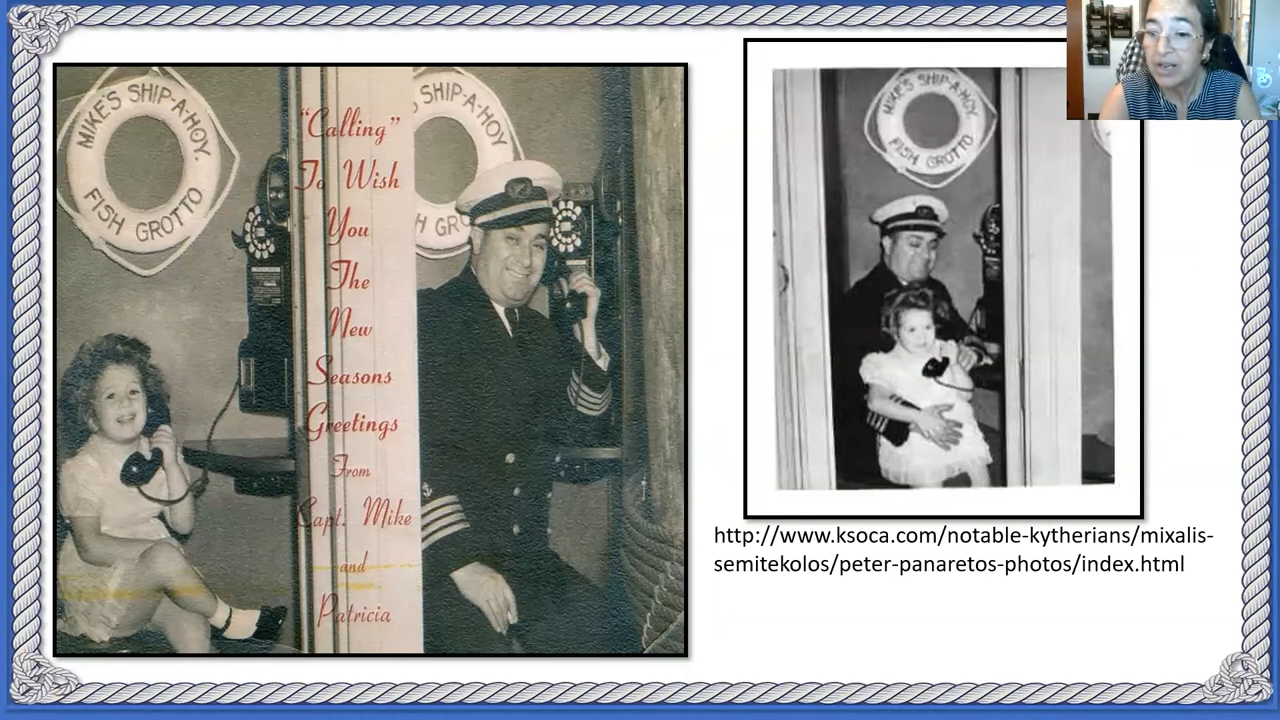 MIKE'S SHIP-A-HOY.
FISH GROTTO
"Calling"
To Wish
You
The
New
Seasons
Greetings
From
Capt. Mike
and
Patricia
S SHIP-A-HOY
H GRO
MIKE'S SHIP-A-HOY
FISH GROTTO
http://www.ksoca.com/notable-kytherians/mixalis-
semitekolos/peter-panaretos-photos/index.html